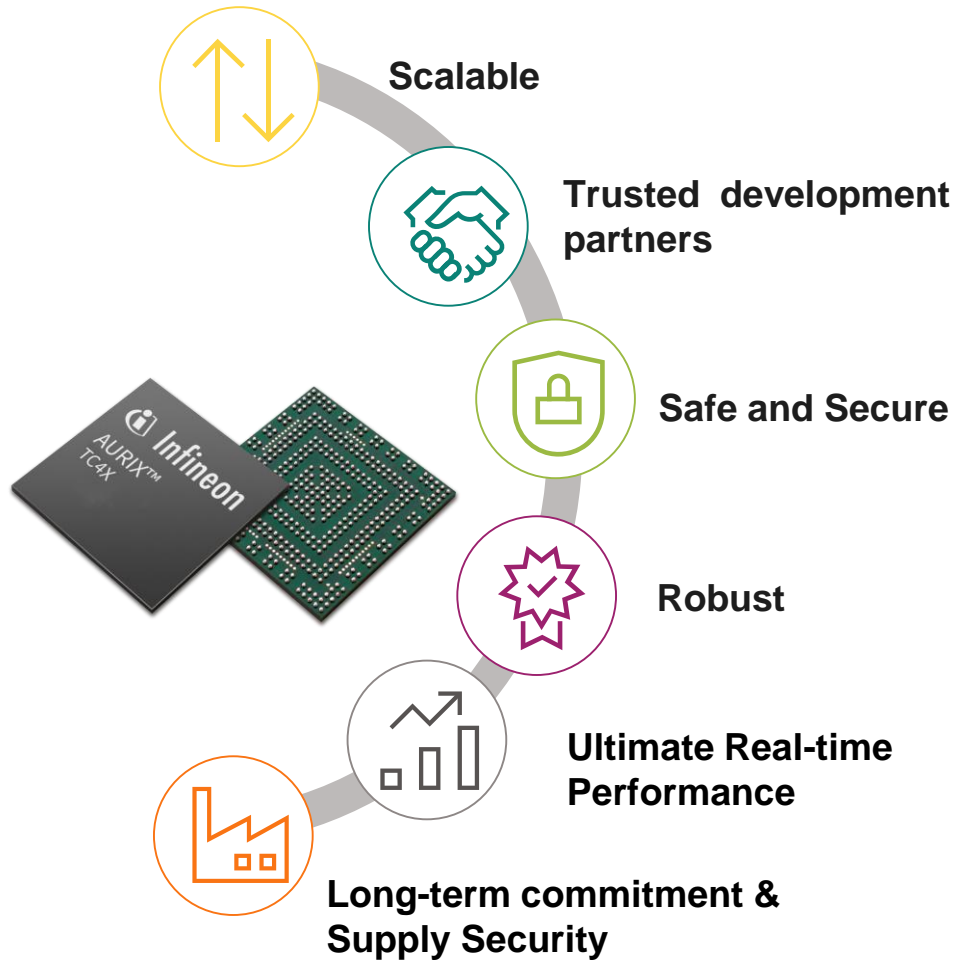 Scalable
Trusted development
partners
Safe and Secure
Infineon
AURIX™
TC4X
Robust
Ultimate Real-time
Performance
Long-term commitment &
Supply Security